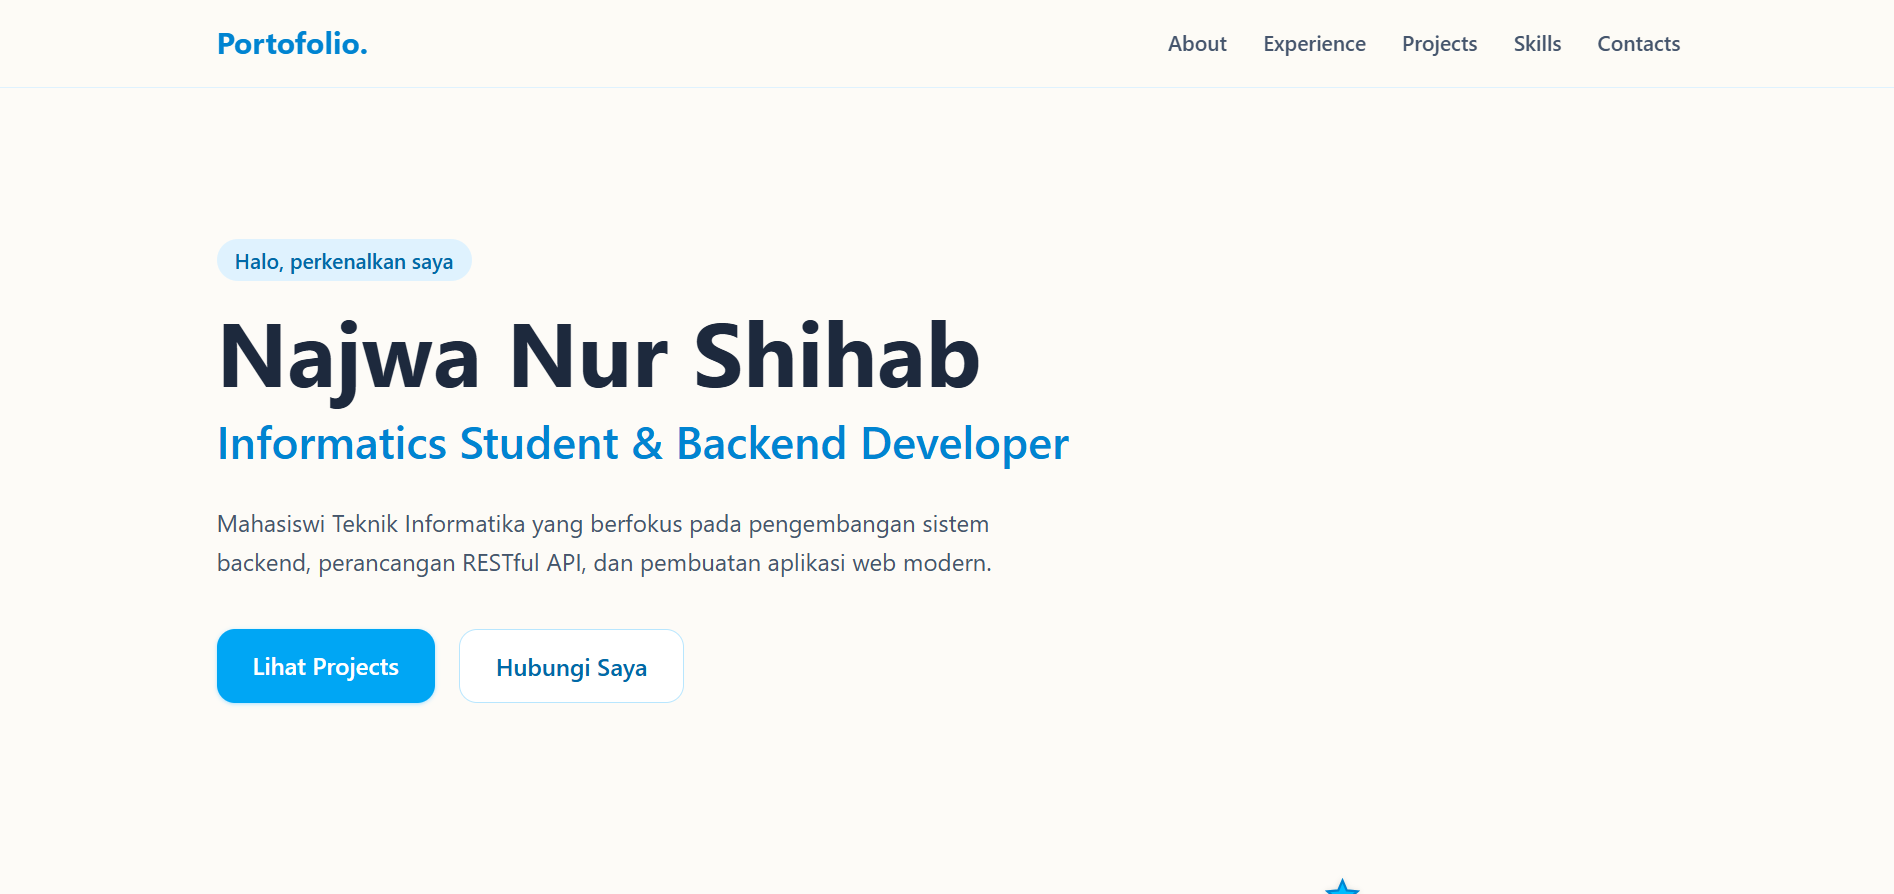 Portofolio.
About Experience Projects Skills Contacts
Halo, perkenalkan saya
Najwa Nur Shihab
Informatics Student & Backend Developer
Mahasiswi Teknik Informatika yang berfokus pada pengembangan sistem
backend, perancangan RESTful API, dan pembuatan aplikasi web modern.
Lihat Projects
Hubungi Saya